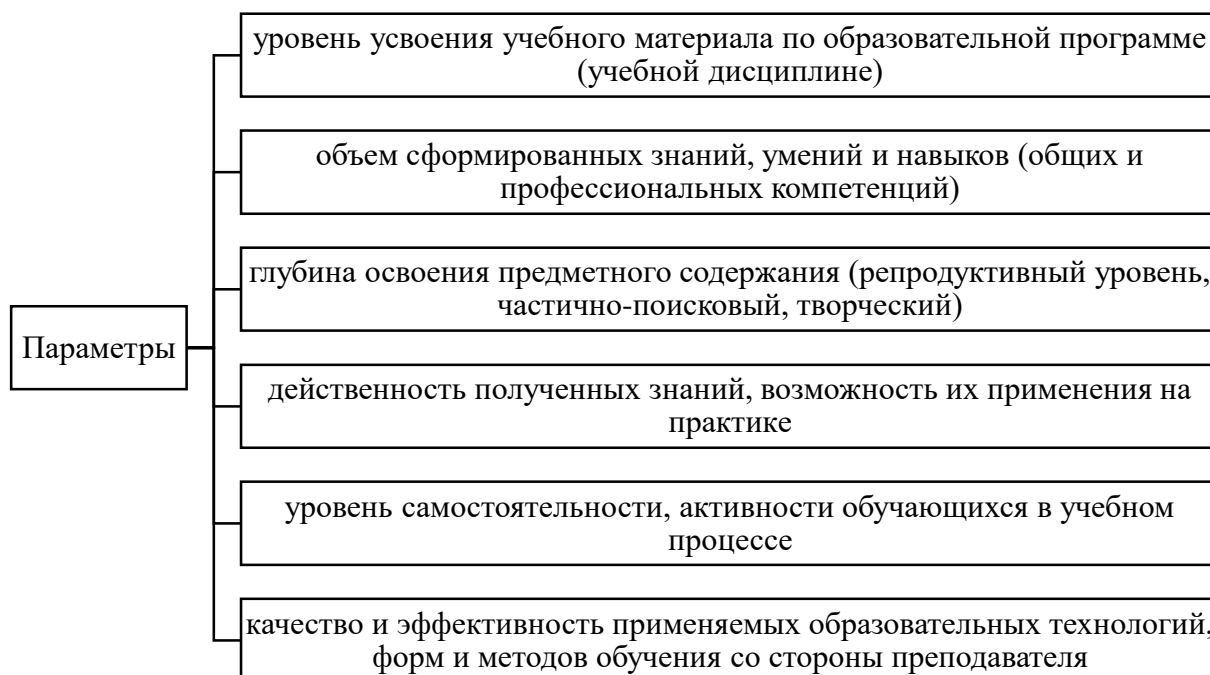 уровень усвоения учебного материала по образовательной программе
(учебной дисциплине)
объем сформированных знаний, умений и навыков (общих и
профессиональных компетенций)
глубина освоения предметного содержания (репродуктивный уровень,
частично-поисковый, творческий)
Параметры
действенность полученных знаний, возможность их применения на
практике
уровень самостоятельности, активности обучающихся в учебном
процессе
качество и эффективность применяемых образовательных технологий,
форм и методов обучения со стороны преподавателя